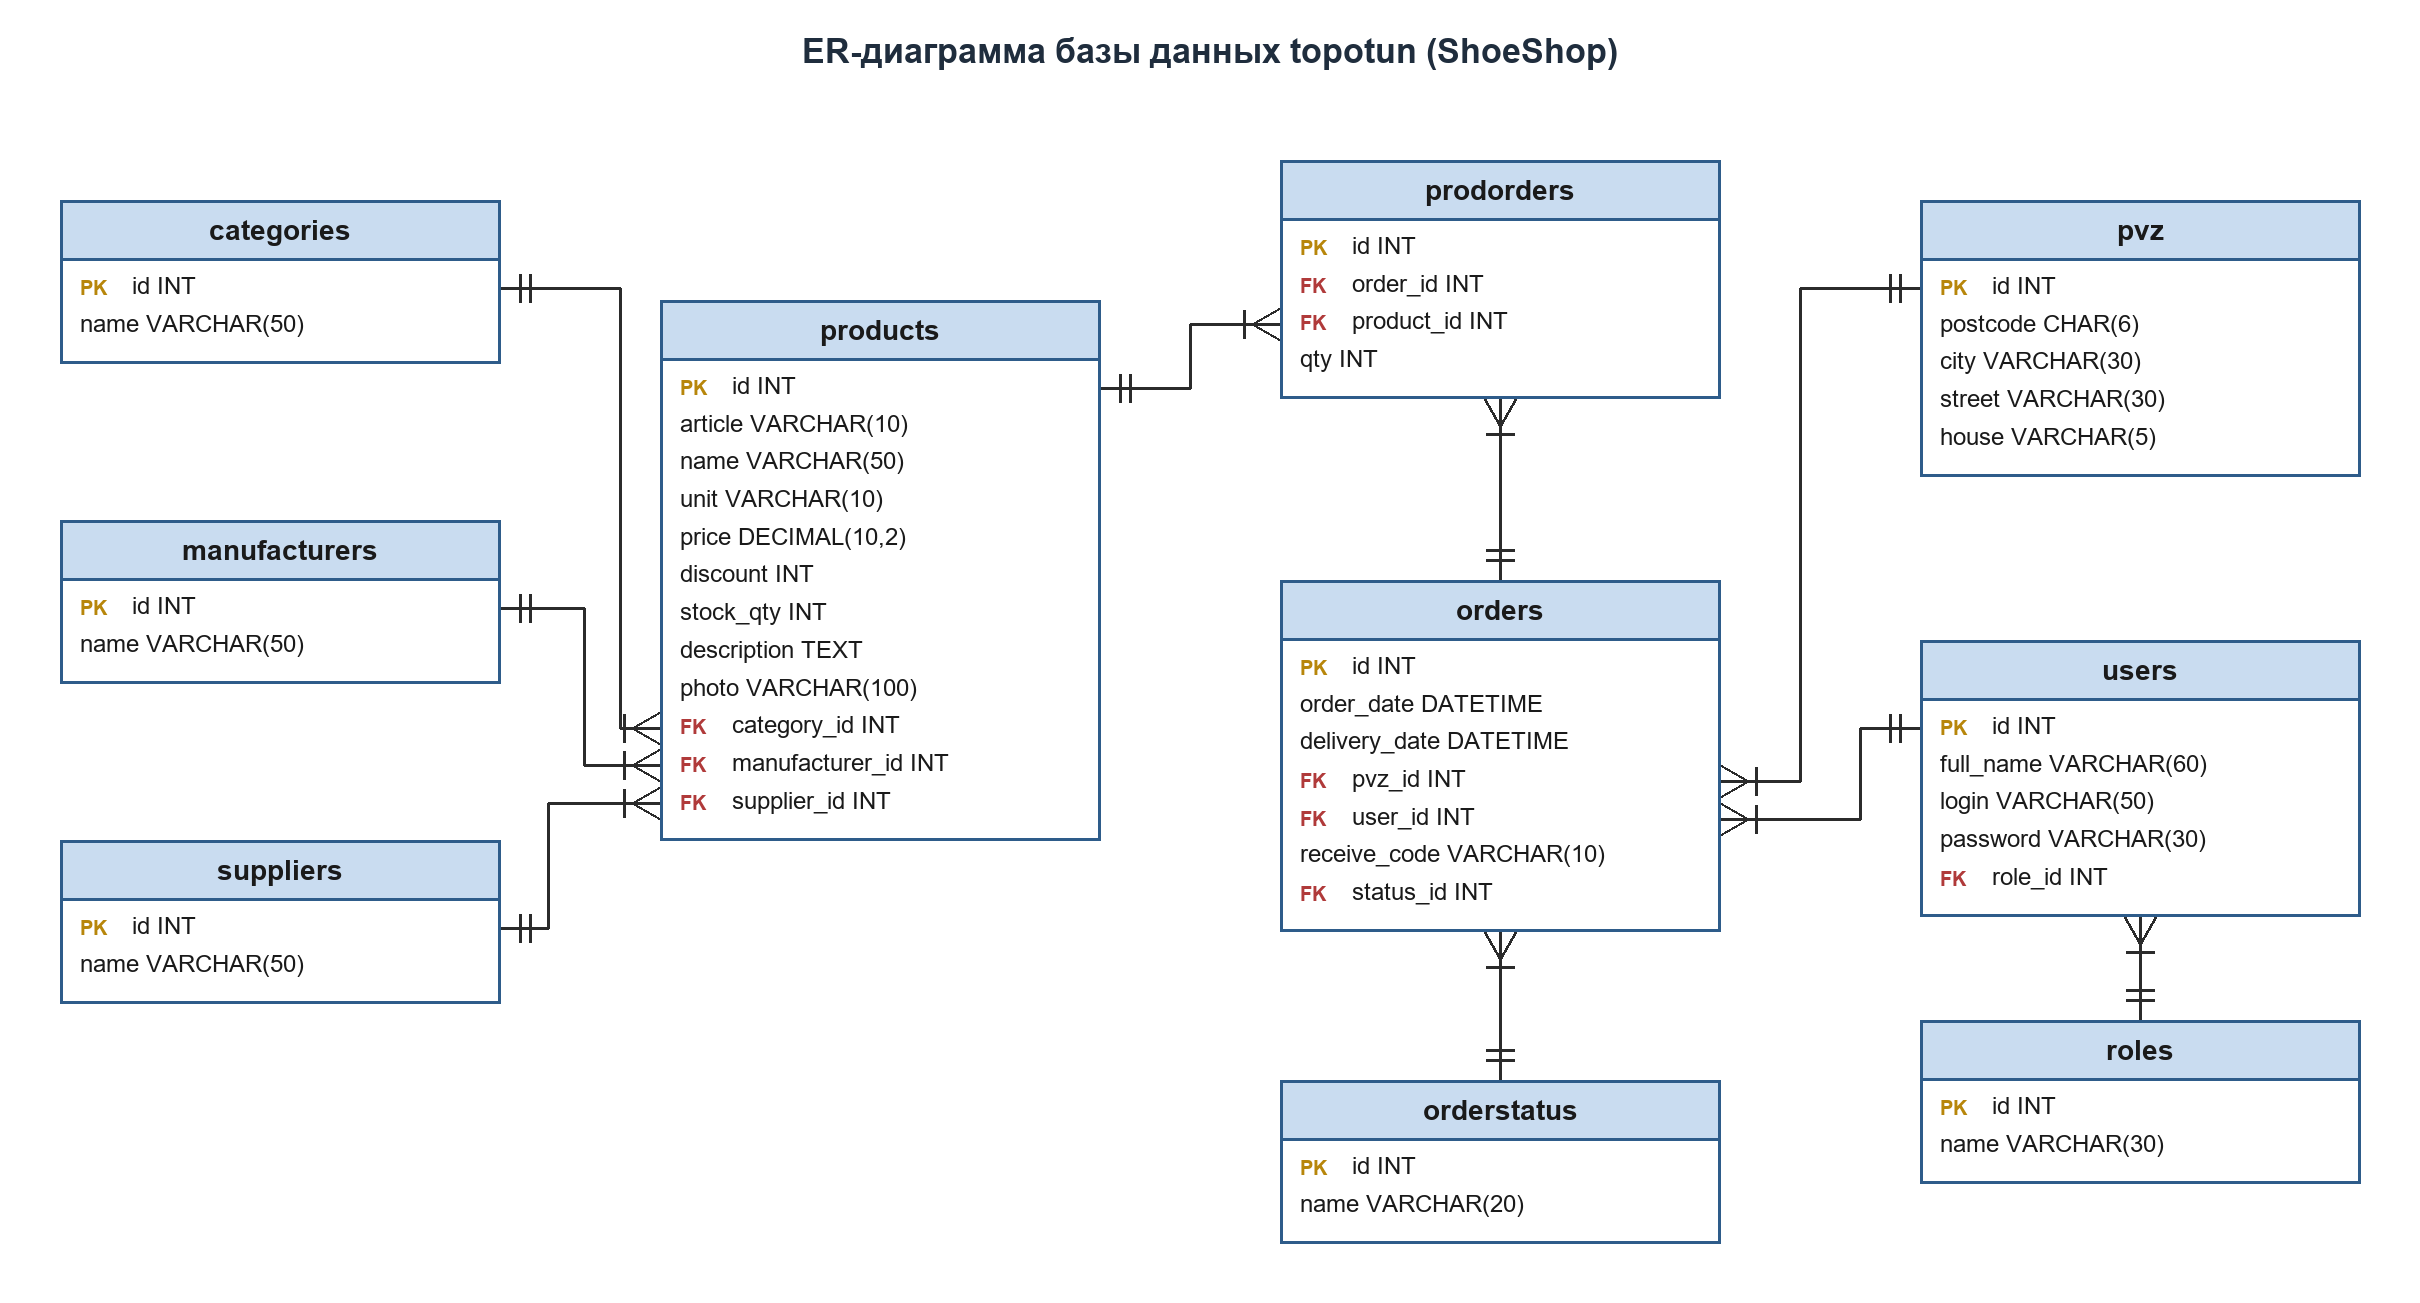 ER-диаграмма базы данных topotun (ShoeShop)
categories
PK id INT
name VARCHAR(50)
manufacturers
PK id INT
name VARCHAR(50)
suppliers
PK id INT
name VARCHAR(50)
products
PK id INT
article VARCHAR(10)
name VARCHAR(50)
unit VARCHAR(10)
price DECIMAL(10,2)
discount INT
stock_qty INT
description TEXT
photo VARCHAR(100)
FK category_id INT
FK manufacturer_id INT
FK supplier_id INT
prodorders
PK id INT
FK order_id INT
FK product_id INT
qty INT
orders
PK id INT
order_date DATETIME
delivery_date DATETIME
FK pvz_id INT
FK user_id INT
receive_code VARCHAR(10)
FK status_id INT
orderstatus
PK id INT
name VARCHAR(20)
pvz
PK id INT
postcode CHAR(6)
city VARCHAR(30)
street VARCHAR(30)
house VARCHAR(5)
users
PK id INT
full_name VARCHAR(60)
login VARCHAR(50)
password VARCHAR(30)
FK role_id INT
roles
PK id INT
name VARCHAR(30)